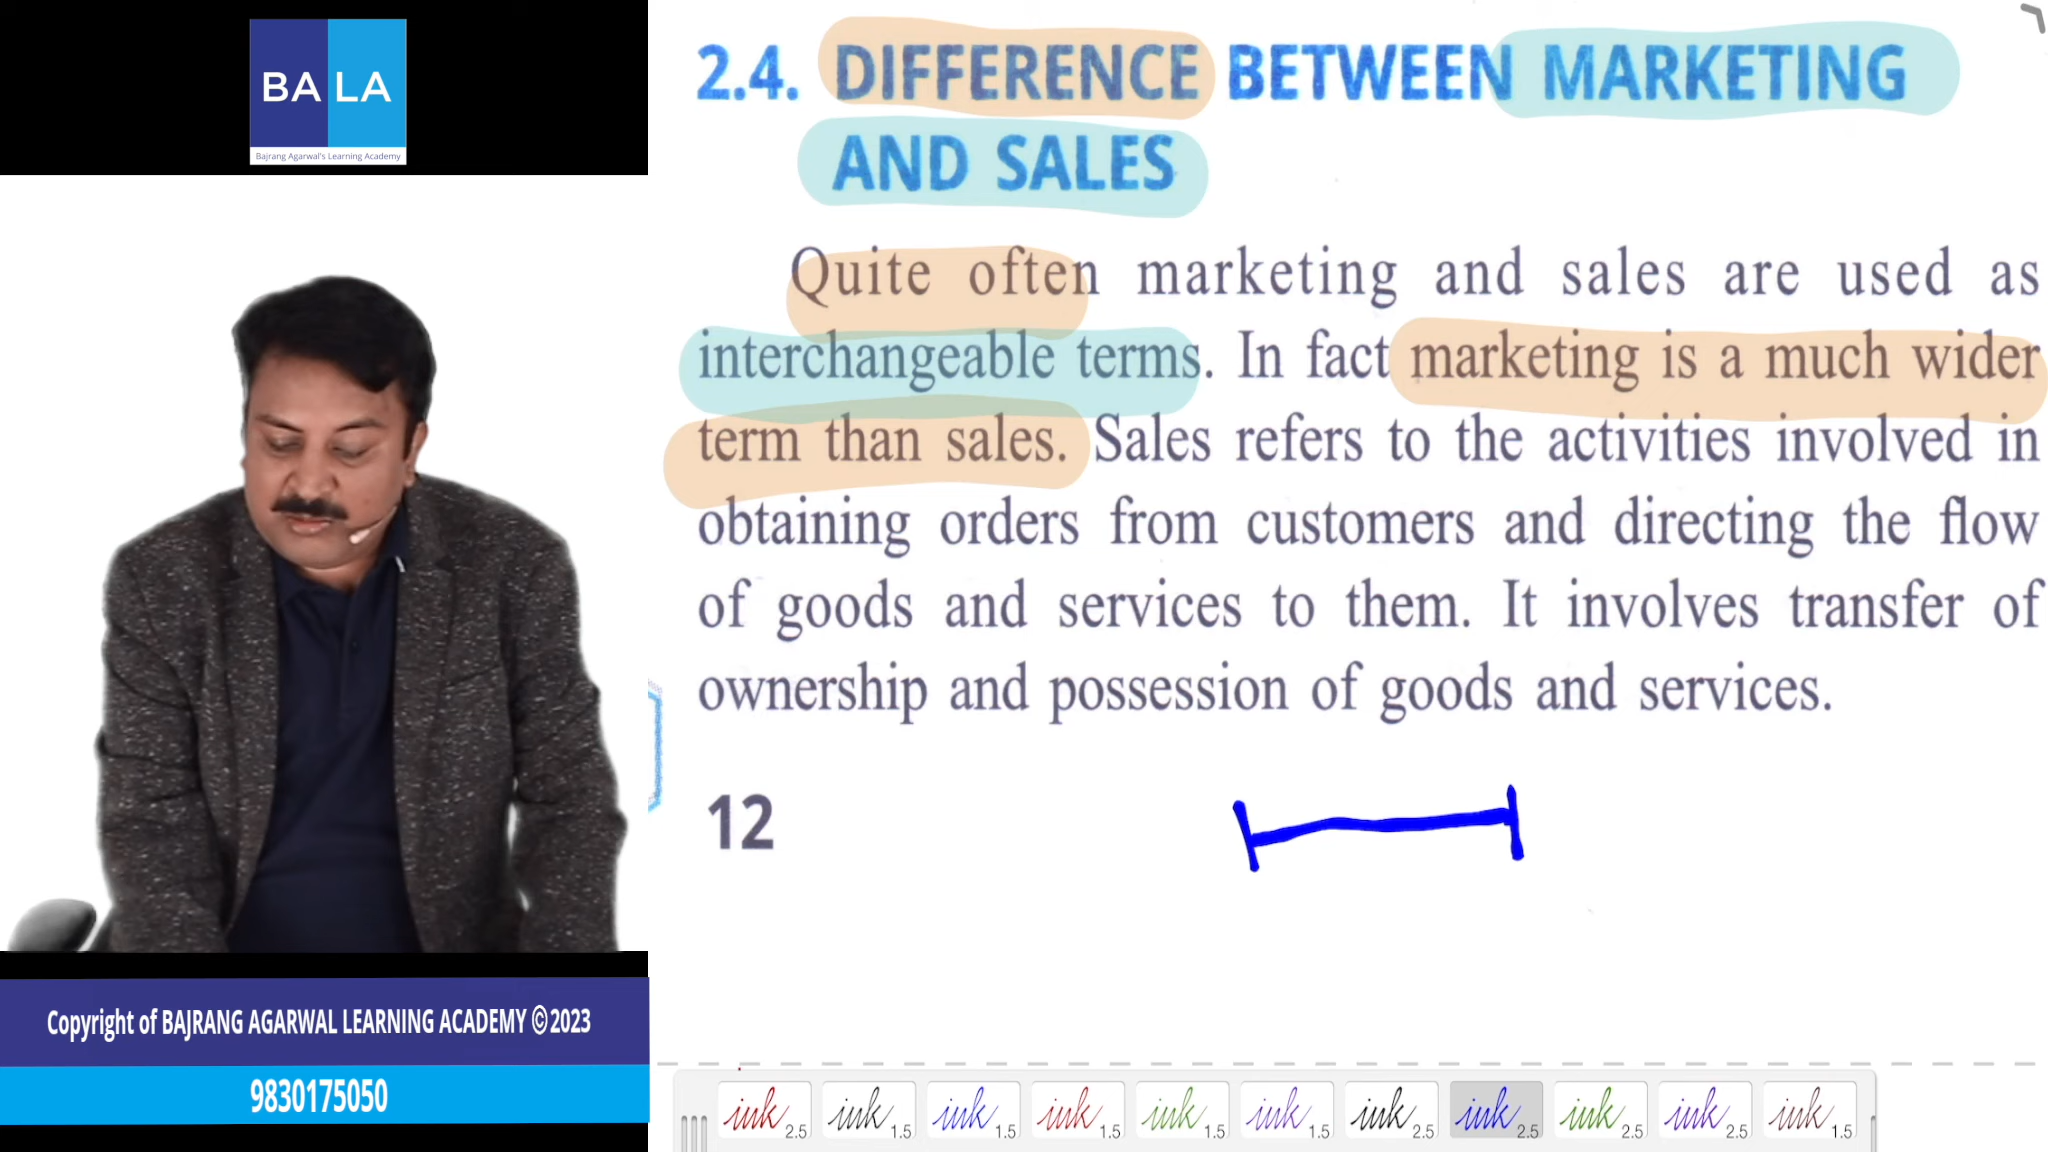 BALA
Bajrang Agarwal's Learning Academy
2.4. DIFFERENCE BETWEEN MARKETING
AND SALES
Quite often marketing and sales are used as
interchangeable terms. In fact marketing is a much wider
term than sales. Sales refers to the activities involved in
obtaining orders from customers and directing the flow
of goods and services to them. It involves transfer of
ownership and possession of goods and services.
12
Copyright of BAJRANG AGARWAL LEARNING ACADEMY ©2023
9830175050
ink 2.5 ink 1.5 ink 1.5 ink 1.5 ink 1.5 ink 1.5 ink 2.5 ink 2.5 ink 2.5 ink 2.5 ink 1.5